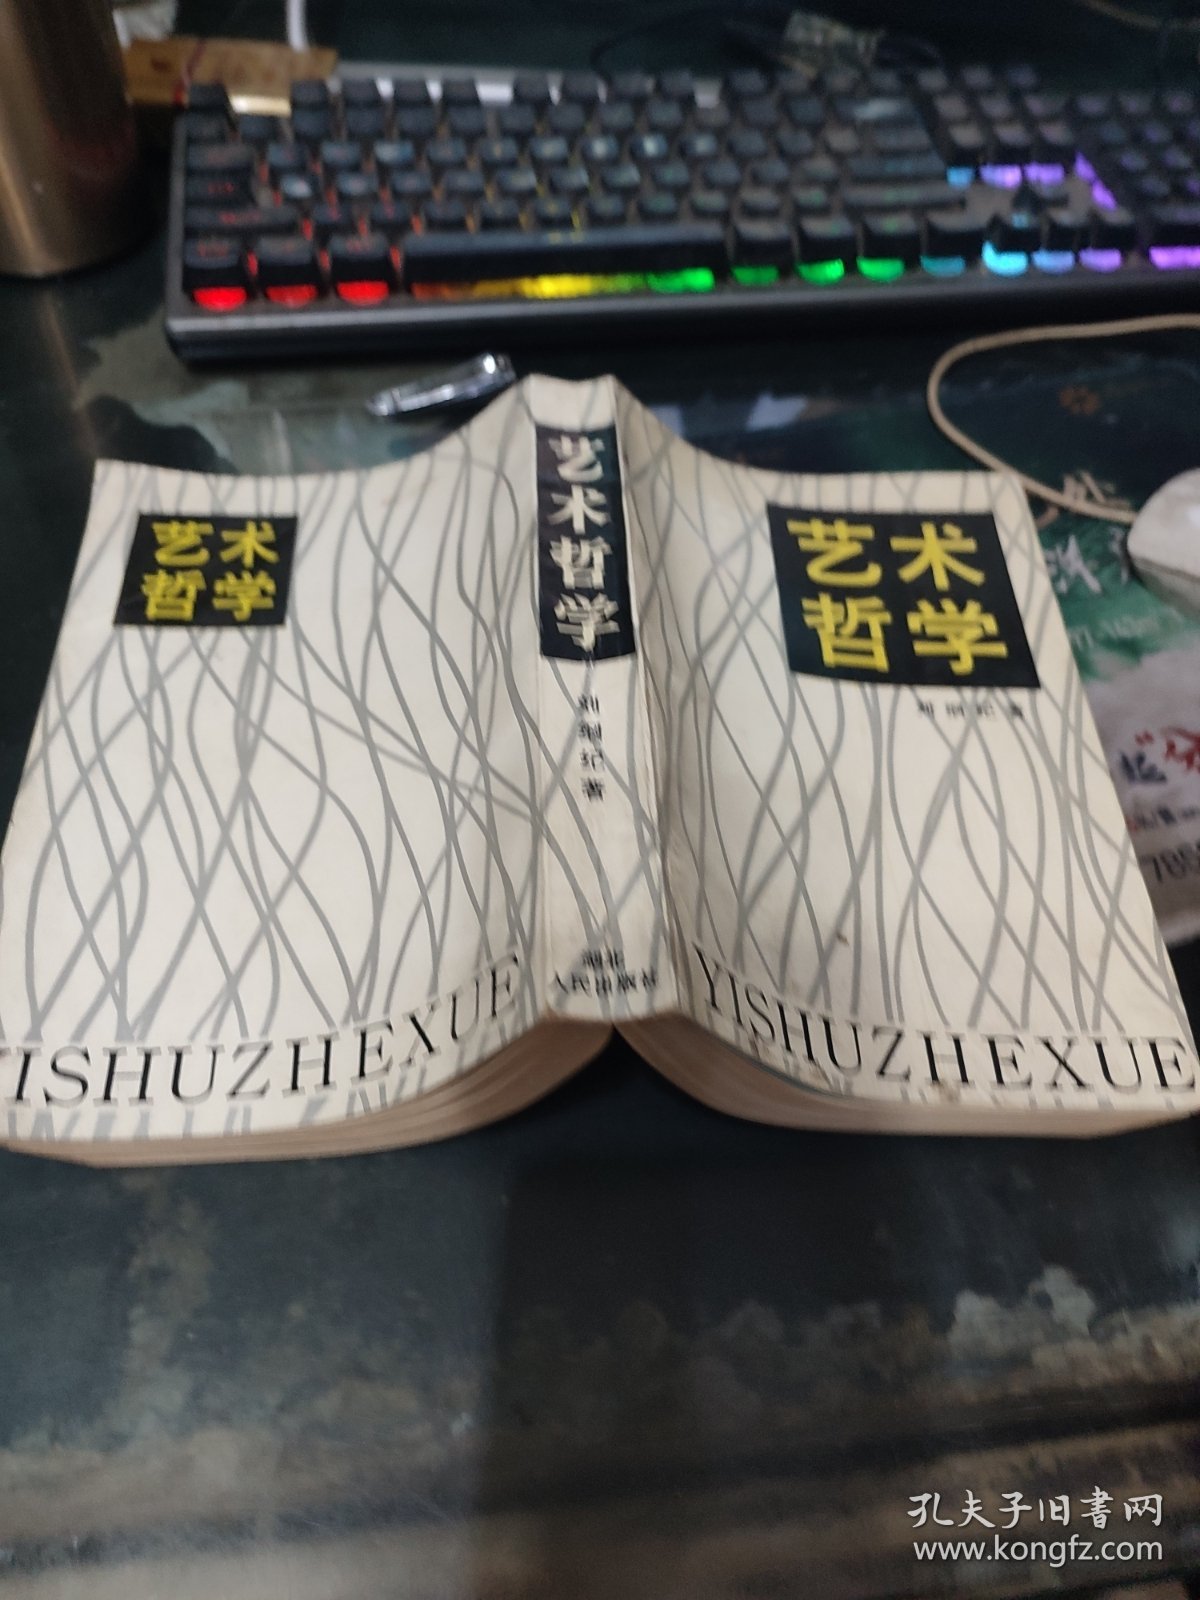 艺术
哲学
YISHUZHEXUE
艺术哲学
刘纲纪著
湖北
人民出版社
艺术
哲学
刘纲纪著
YISHUZHEXUE
孔夫子旧書网
www.kongfz.com